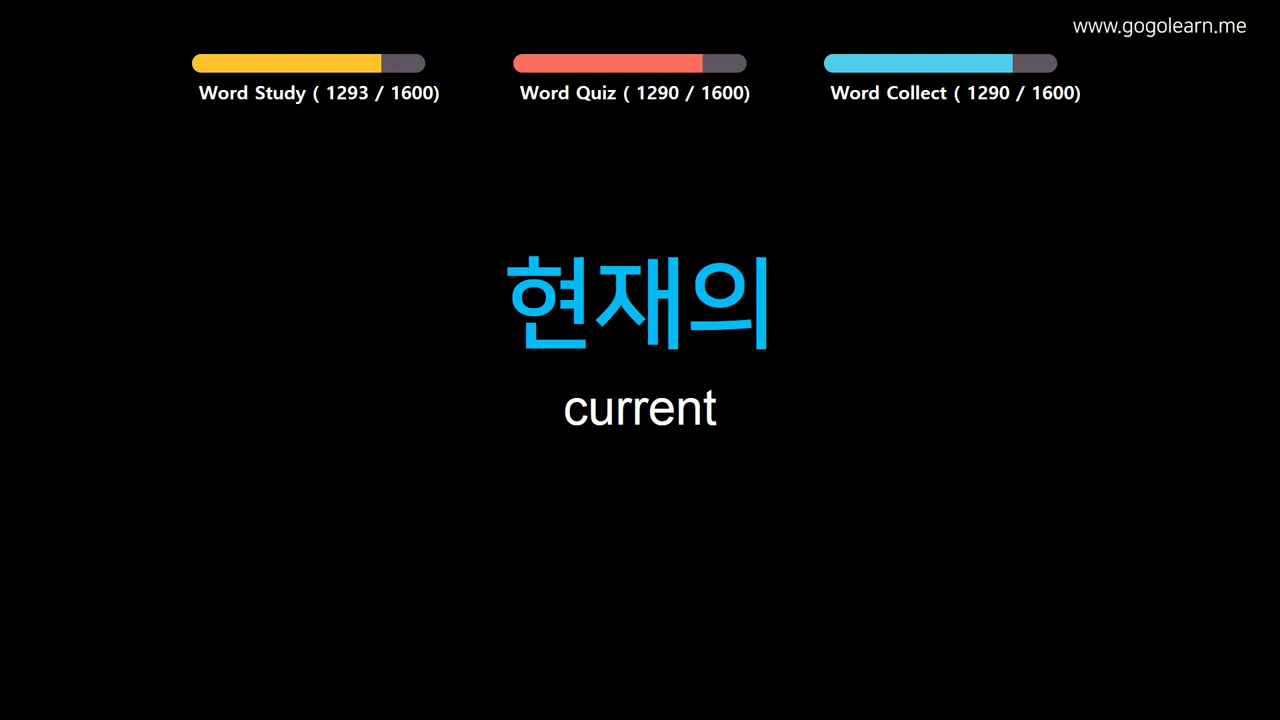 www.gogolearn.me
Word Study ( 1293 / 1600)
Word Quiz ( 1290 / 1600)
Word Collect ( 1290 / 1600)
현재의
current